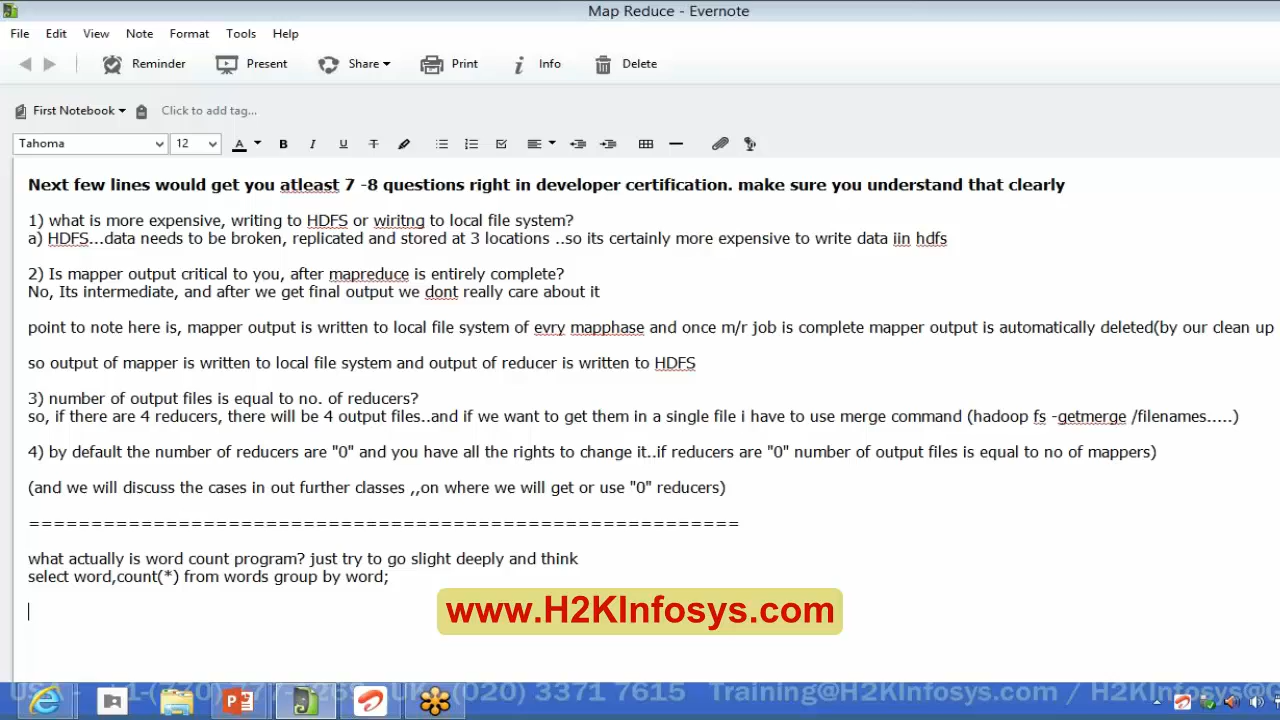 Map Reduce - Evernote
File Edit View Note Format Tools Help
Reminder Present Share Print Info Delete
First Notebook Click to add tag...
Tahoma 12 A B I U T
Next few lines would get you atleast 7 -8 questions right in developer certification. make sure you understand that clearly
1) what is more expensive, writing to HDFS or wiritng to local file system?
a) HDFS...data needs to be broken, replicated and stored at 3 locations ..so its certainly more expensive to write data iin hdfs
2) Is mapper output critical to you, after mapreduce is entirely complete?
No, Its intermediate, and after we get final output we dont really care about it
point to note here is, mapper output is written to local file system of evry mapphase and once m/r job is complete mapper output is automatically deleted(by our clean up
so output of mapper is written to local file system and output of reducer is written to HDFS
3) number of output files is equal to no. of reducers?
so, if there are 4 reducers, there will be 4 output files..and if we want to get them in a single file i have to use merge command (hadoop fs -getmerge /filenames.....)
4) by default the number of reducers are "0" and you have all the rights to change it..if reducers are "0" number of output files is equal to no of mappers)
(and we will discuss the cases in out further classes ,,on where we will get or use "0" reducers)
=========================================================
what actually is word count program? just try to go slight deeply and think
select word,count(*) from words group by word;
www.H2KInfosys.com
USA - +1-(770) 777-1269 UK (020) 3371 7615 Training@H2KInfosys.com / H2KInfosys@